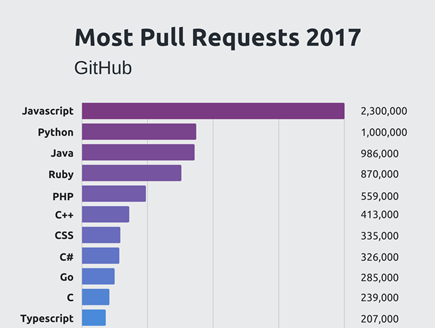 Most Pull Requests 2017
GitHub
Javascript 2,300,000
Python 1,000,000
Java 986,000
Ruby 870,000
PHP 559,000
C++ 413,000
CSS 335,000
C# 326,000
Go 285,000
C 239,000
Typescript 207,000